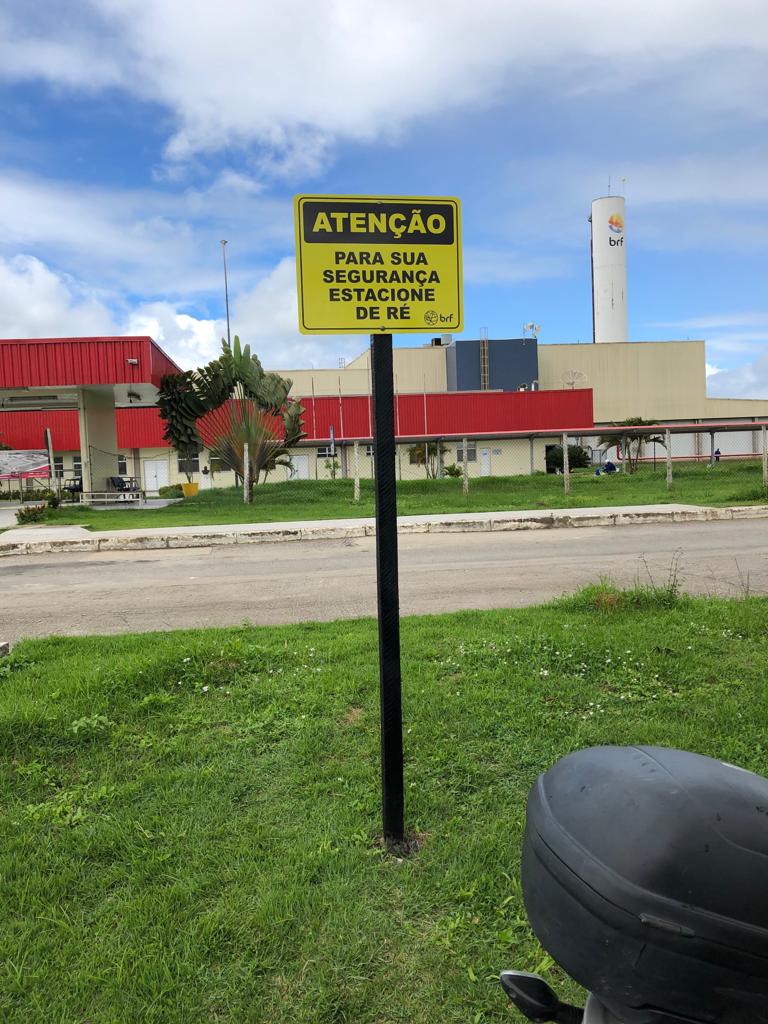 ATENÇÃO
PARA SUA
SEGURANÇA
ESTACIONE
DE RÉ
brf
brf